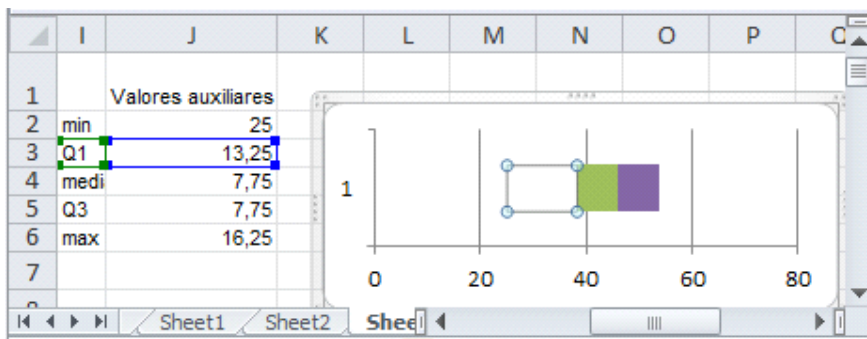 I J K L M N O P Q
1 Valores auxiliares
2 min 25
3 Q1 13,25
4 medi 7,75
5 Q3 7,75
6 max 16,25
7
1
0 20 40 60 80
Sheet1 Sheet2 Shee